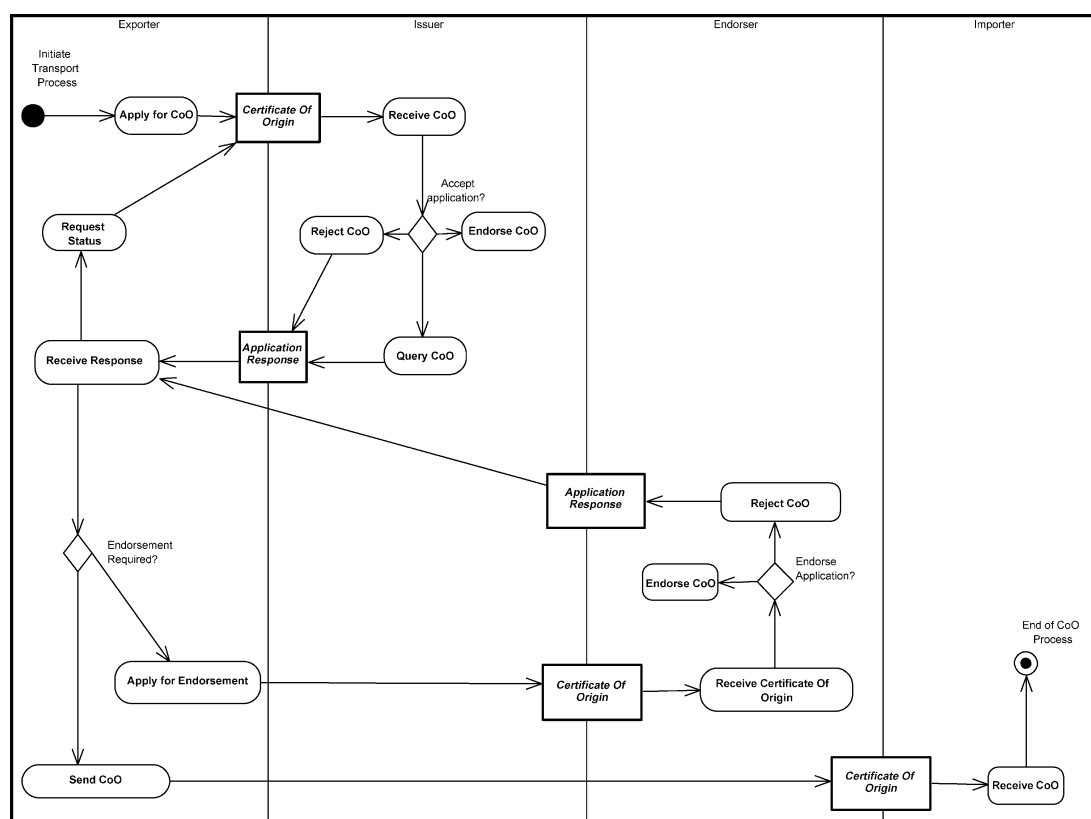 Exporter
Issuer
Endorser
Importer
Initiate
Transport
Process
Apply for CoO
Certificate Of
Origin
Receive CoO
Accept
application?
Request
Status
Reject CoO
Endorse CoO
Receive Response
Application
Response
Query CoO
Application
Response
Reject CoO
Endorsement
Required?
Endorse CoO
Endorse
Application?
End of CoO
Process
Apply for Endorsement
Certificate Of
Origin
Receive Certificate Of
Origin
Send CoO
Certificate Of
Origin
Receive CoO